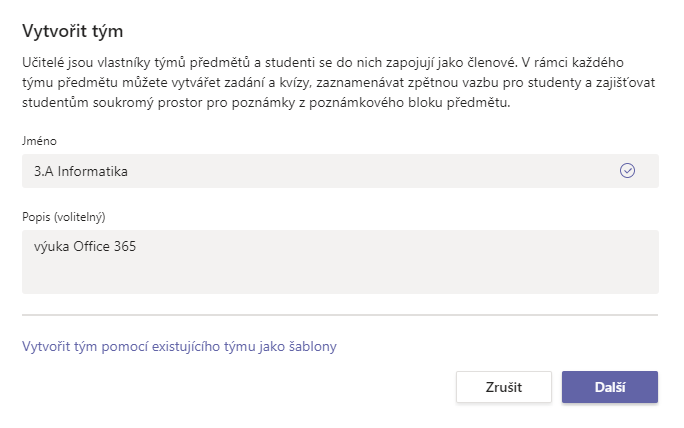 Vytvořit tým
Učitelé jsou vlastníky týmů předmětů a studenti se do nich zapojují jako členové. V rámci každého
týmu předmětu můžete vytvářet zadání a kvízy, zaznamenávat zpětnou vazbu pro studenty a zajišťovat
studentům soukromý prostor pro poznámky z poznámkového bloku předmětu.
Jméno
3.A Informatika
Popis (volitelný)
výuka Office 365
Vytvořit tým pomocí existujícího týmu jako šablony
Zrušit
Další